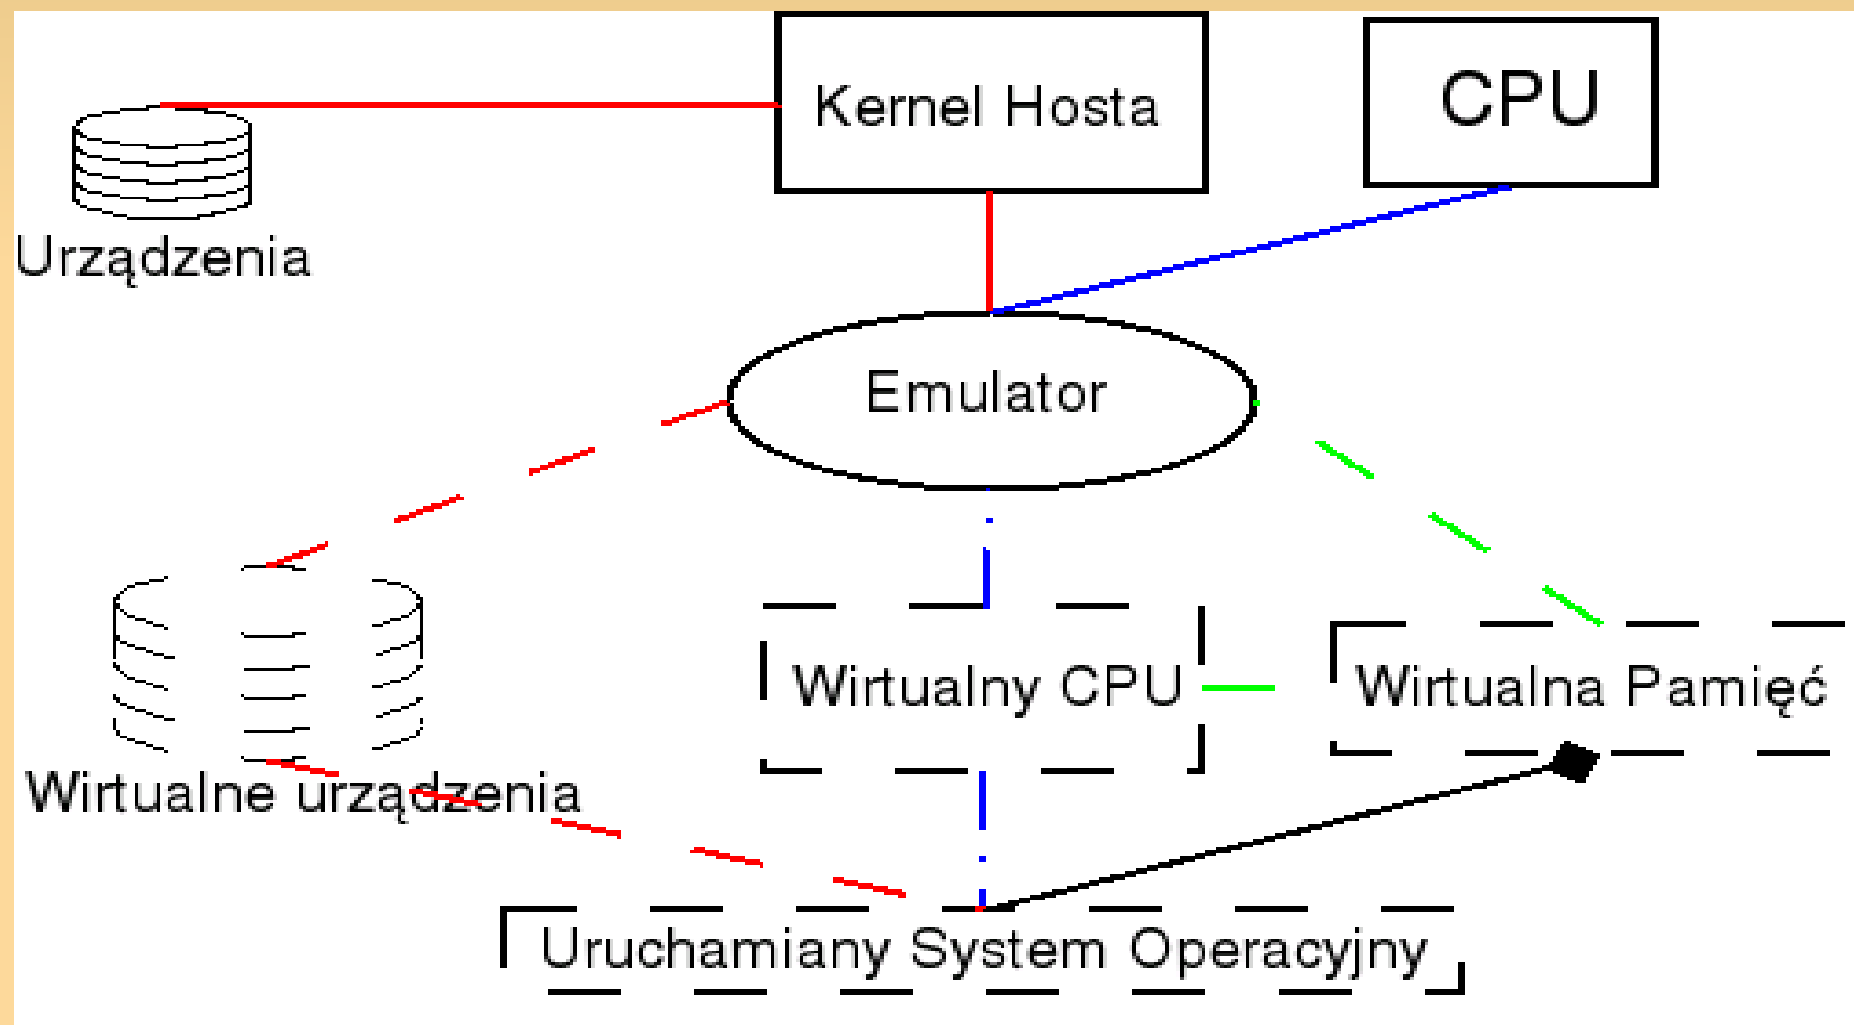 Kernel Hosta
CPU
Urządzenia
Emulator
Wirtualny CPU
Wirtualna Pamięć
Wirtualne urządzenia
Uruchamiany System Operacyjny